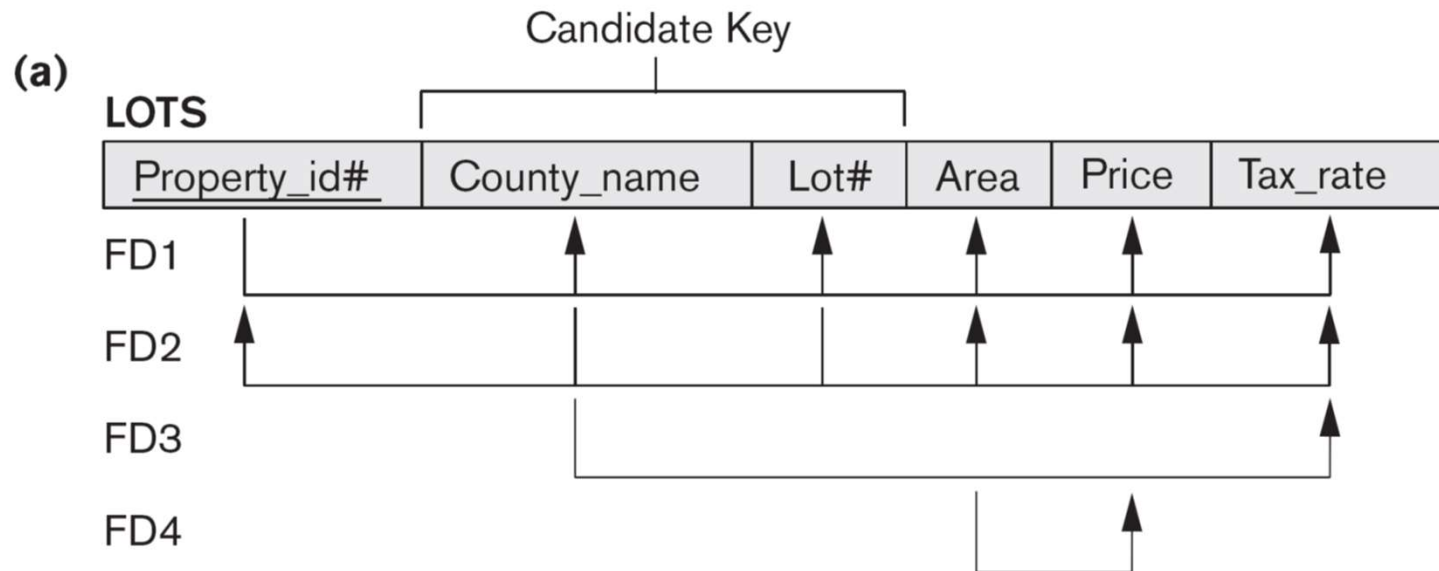 Candidate Key
(a)
LOTS
Property_id# County_name Lot# Area Price Tax_rate
FD1
FD2
FD3
FD4